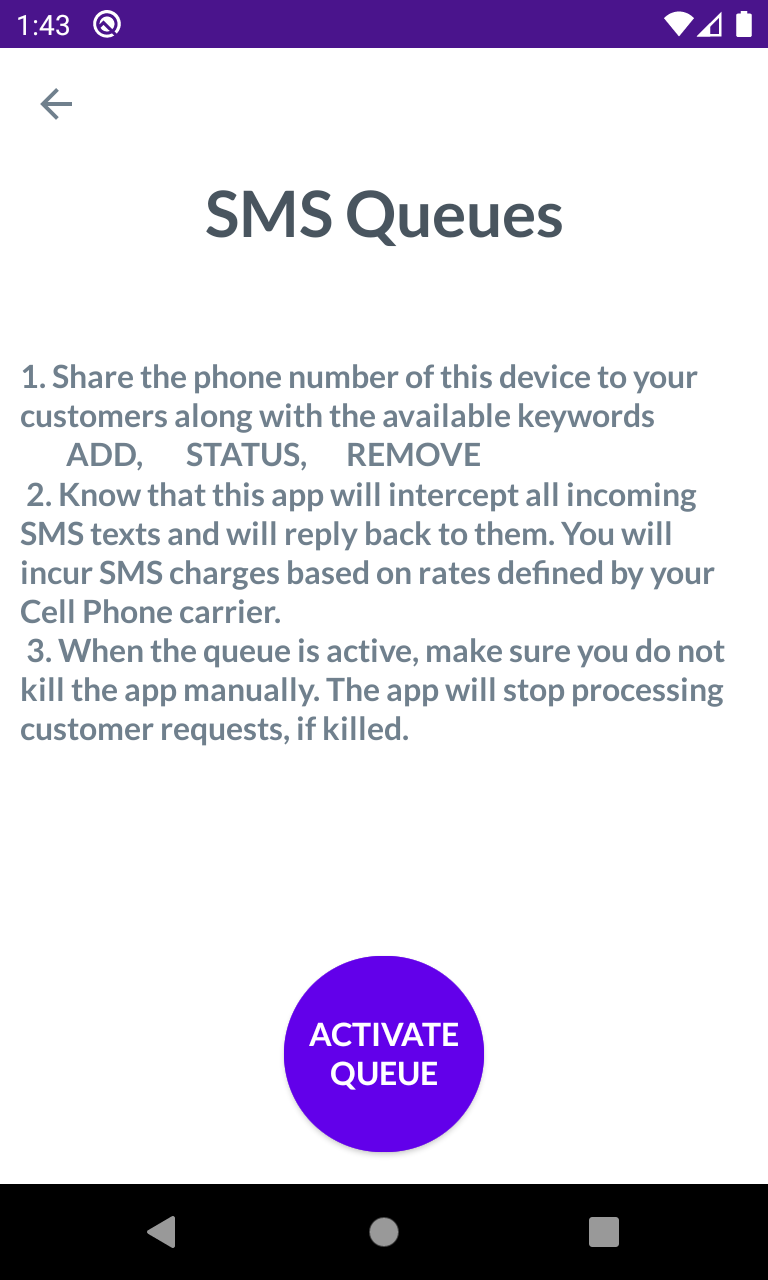 1:43
SMS Queues
1. Share the phone number of this device to your
customers along with the available keywords
ADD, STATUS, REMOVE
2. Know that this app will intercept all incoming
SMS texts and will reply back to them. You will
incur SMS charges based on rates defined by your
Cell Phone carrier.
3. When the queue is active, make sure you do not
kill the app manually. The app will stop processing
customer requests, if killed.
ACTIVATE
QUEUE